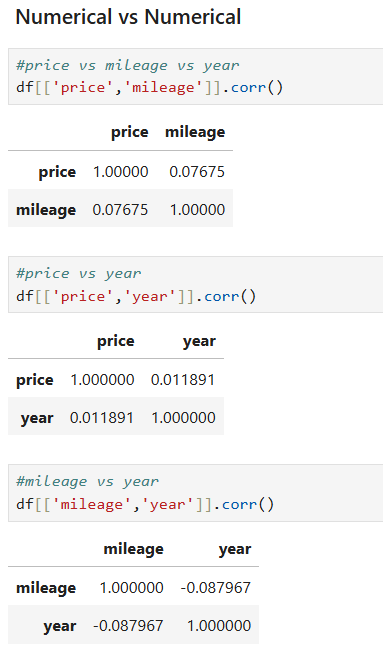 Numerical vs Numerical
#price vs mileage vs year
df[['price','mileage']].corr()
price mileage
price 1.00000 0.07675
mileage 0.07675 1.00000
#price vs year
df[['price','year']].corr()
price year
price 1.000000 0.011891
year 0.011891 1.000000
#mileage vs year
df[['mileage','year']].corr()
mileage year
mileage 1.000000 -0.087967
year -0.087967 1.000000